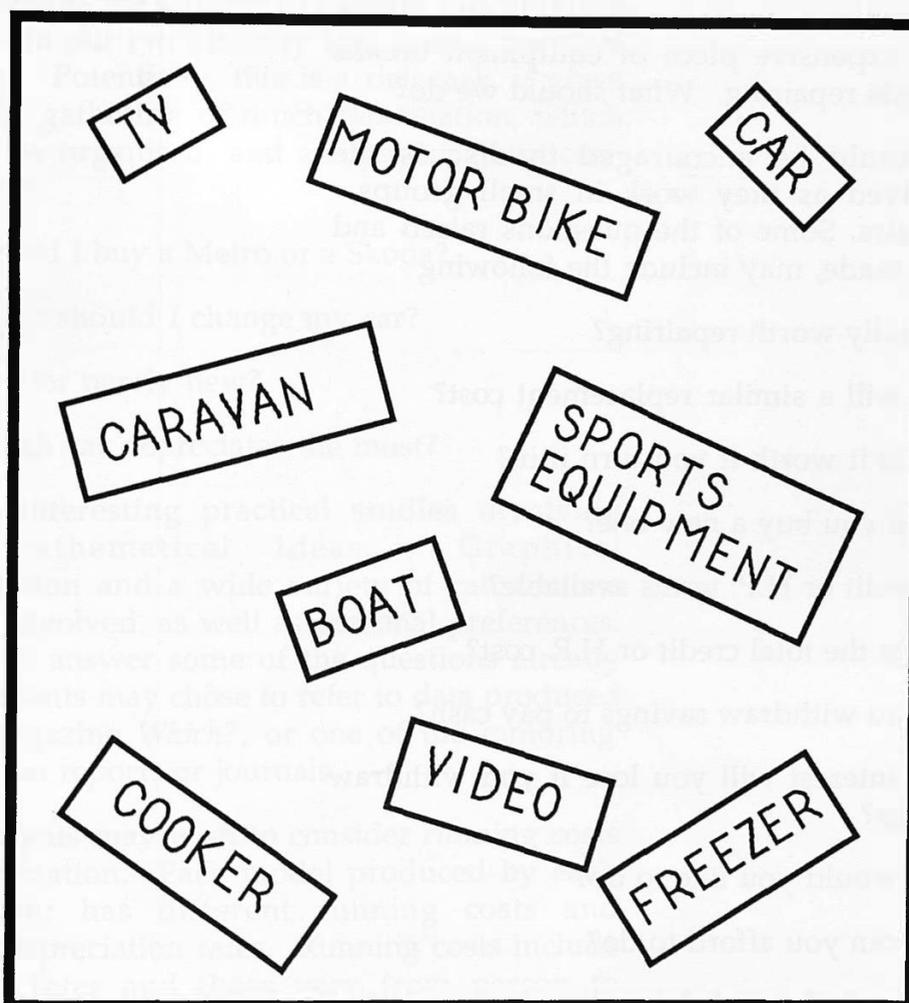 TV
MOTOR BIKE
CAR
CARAVAN
SPORTS
EQUIPMENT
BOAT
VIDEO
COOKER
FREEZER